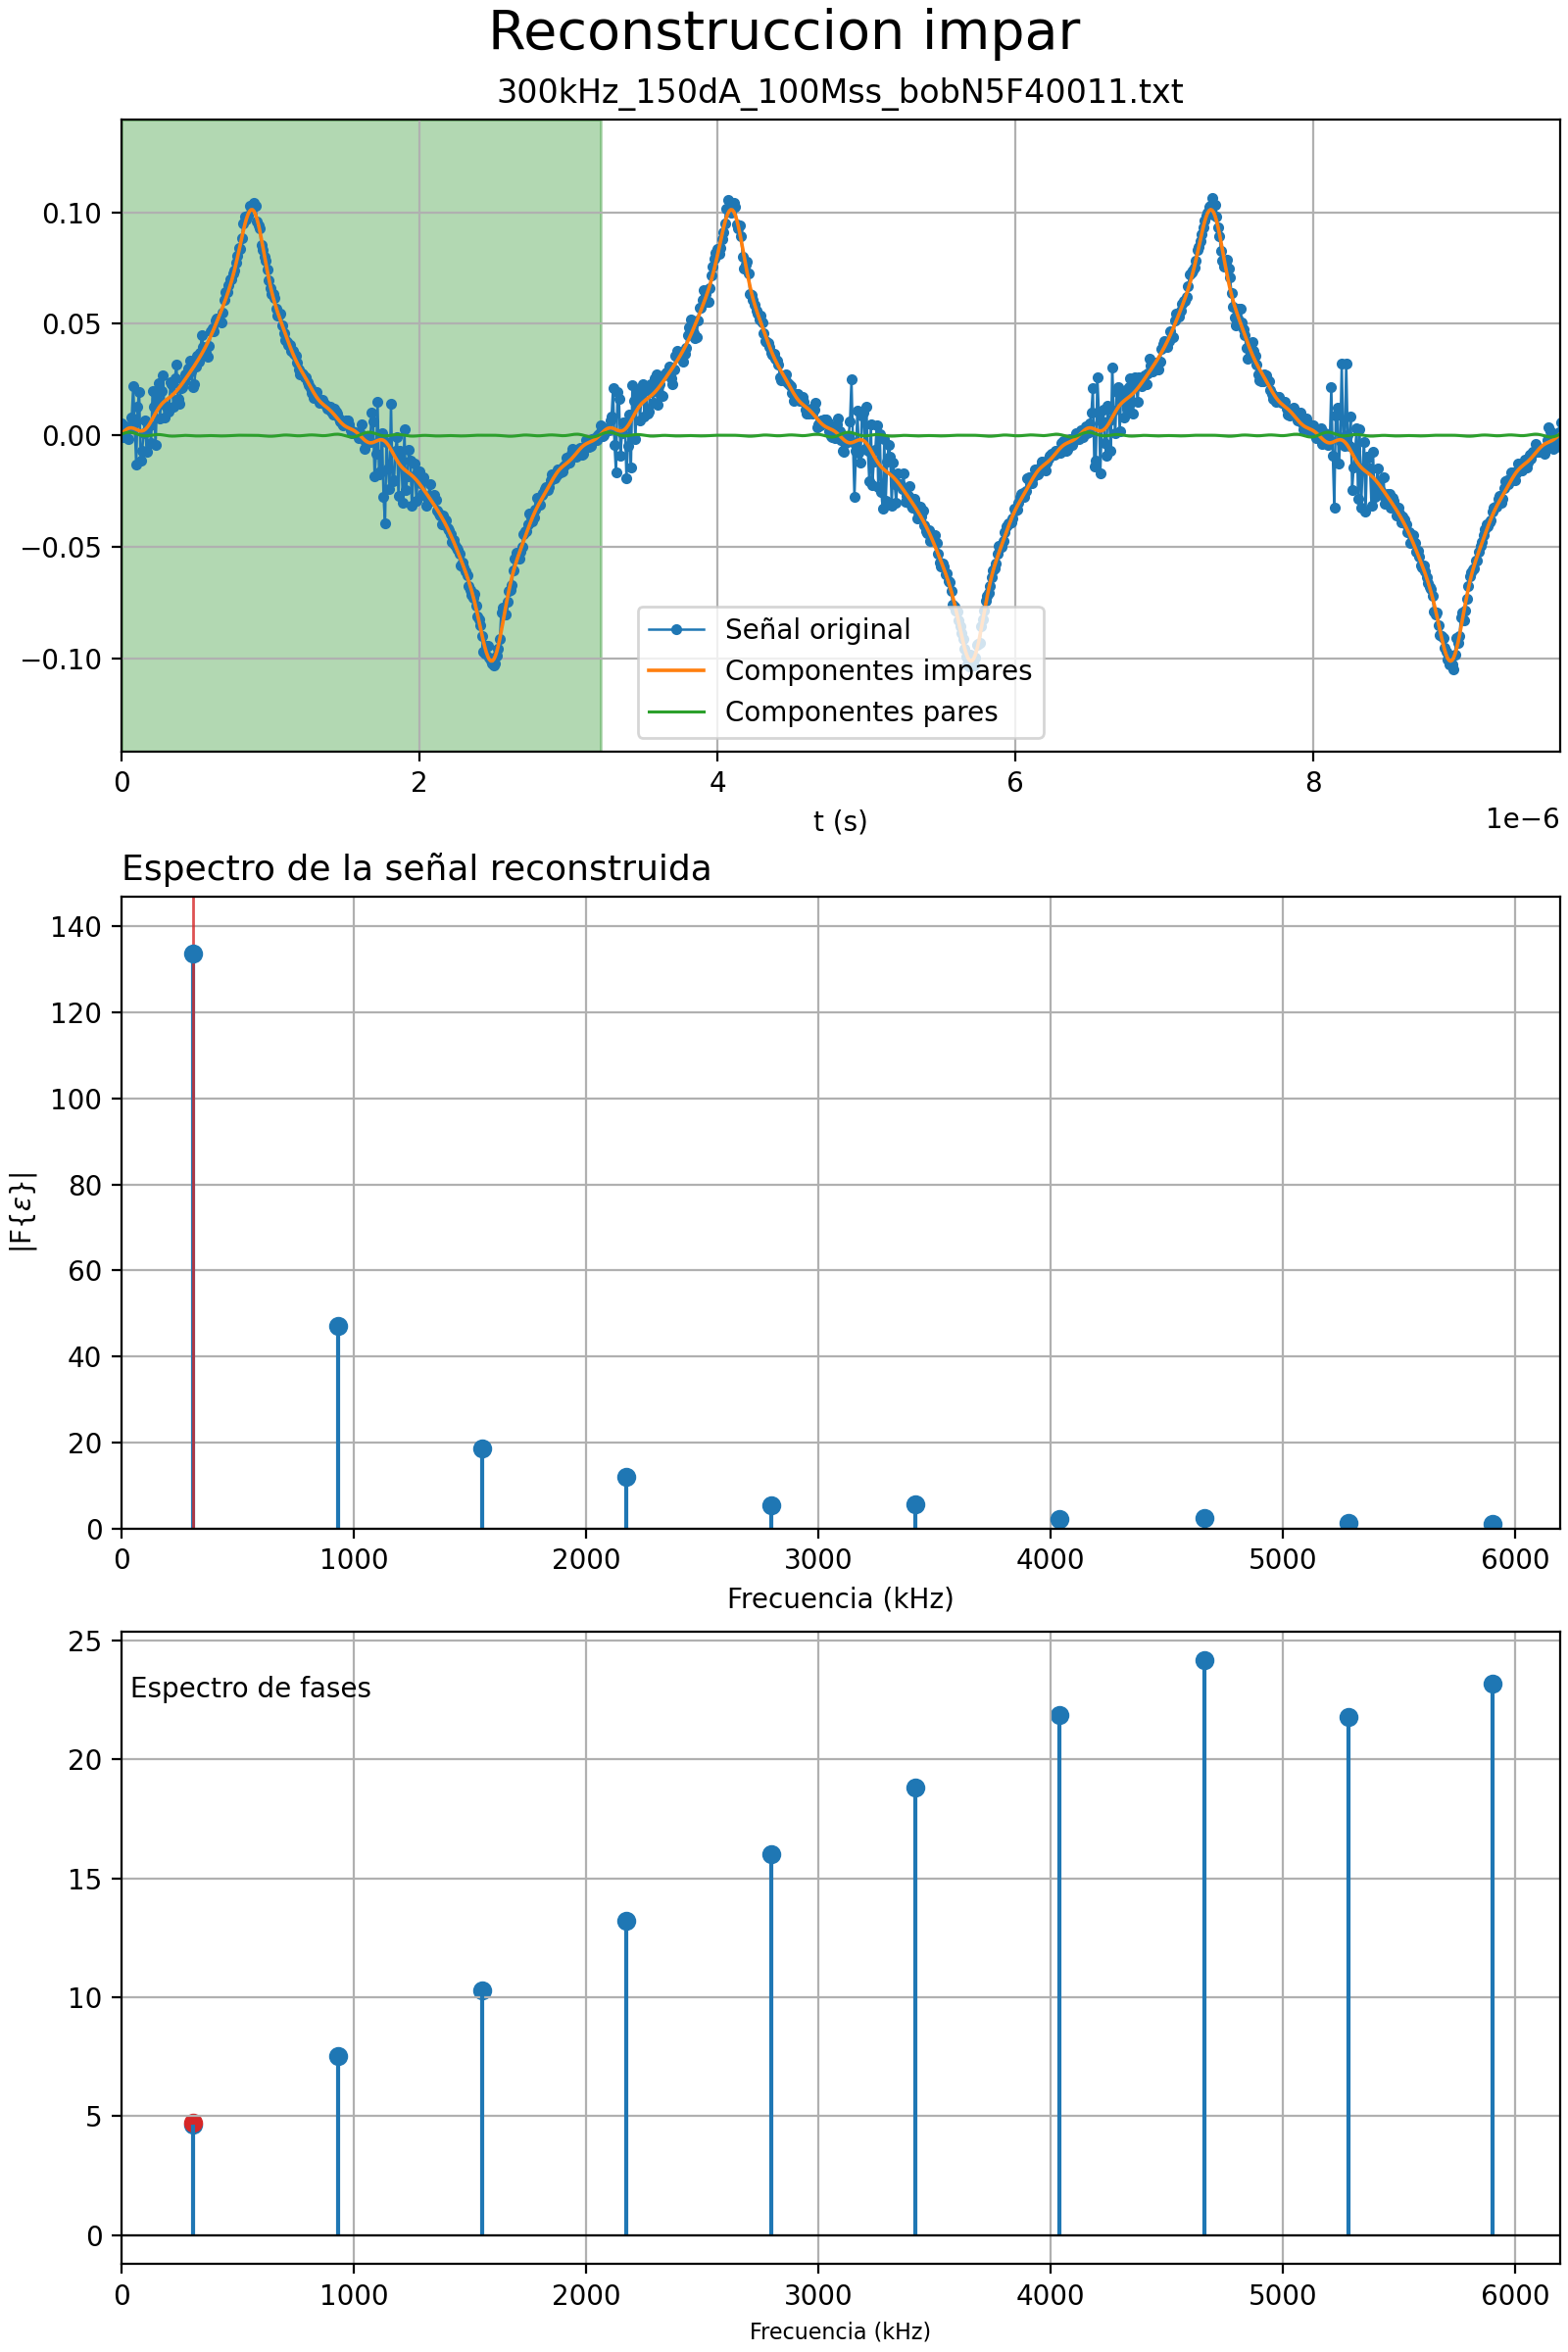 Reconstruccion impar
300kHz_150dA_100Mss_bobN5F40011.txt
0.10
0.05
0.00
−0.05
−0.10
Señal original
Componentes impares
Componentes pares
0 2 4 6 8
t (s)
1e−6
Espectro de la señal reconstruida
140
120
100
80
60
40
20
0
|F{ε}|
0 1000 2000 3000 4000 5000 6000
Frecuencia (kHz)
25
Espectro de fases
20
15
10
5
0
0 1000 2000 3000 4000 5000 6000
Frecuencia (kHz)